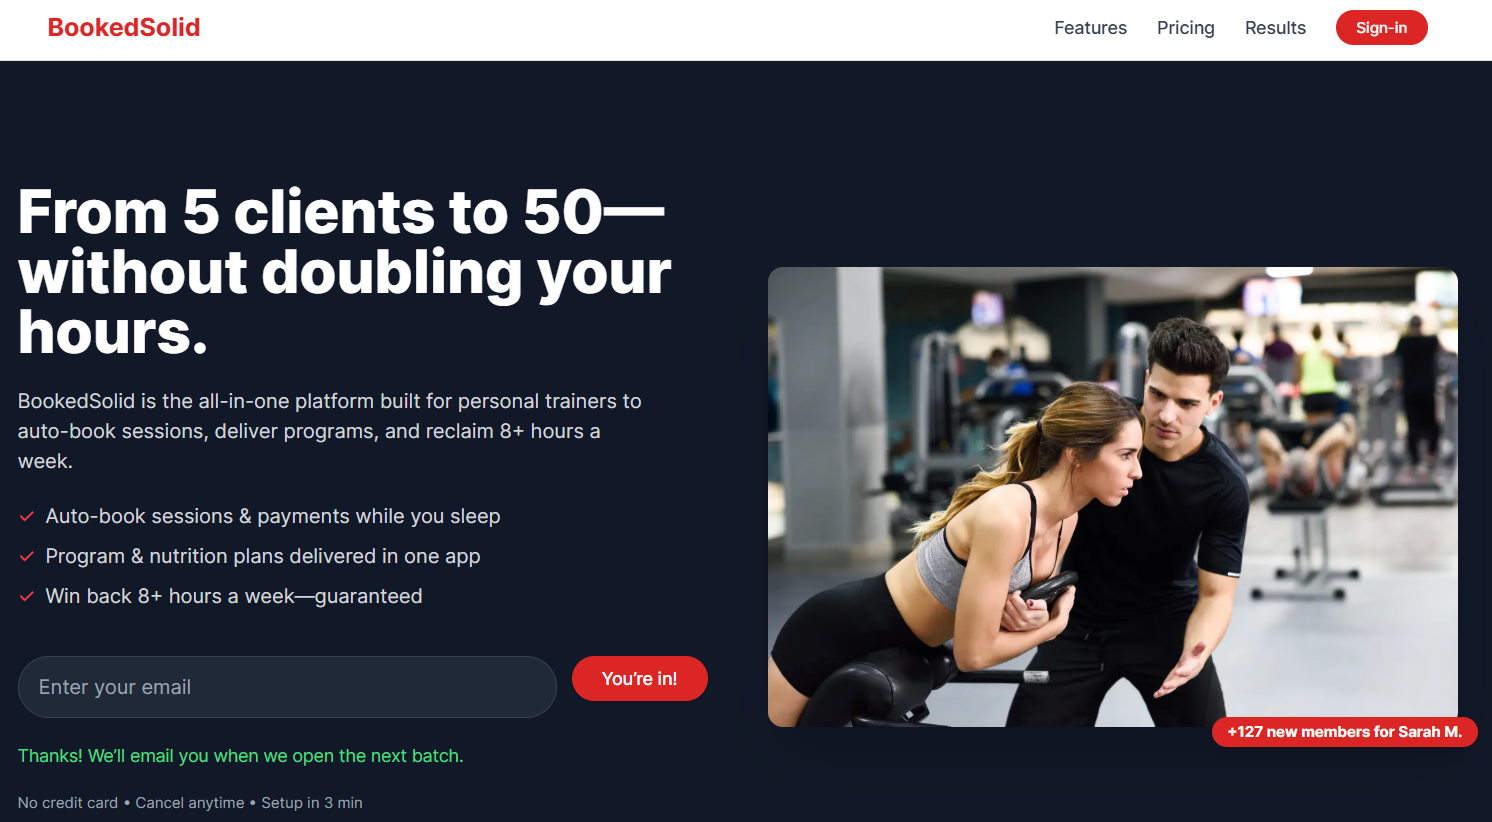 BookedSolid
Features
Pricing
Results
Sign-in
From 5 clients to 50—
without doubling your
hours.
BookedSolid is the all-in-one platform built for personal trainers to
auto-book sessions, deliver programs, and reclaim 8+ hours a
week.
✓ Auto-book sessions & payments while you sleep
✓ Program & nutrition plans delivered in one app
✓ Win back 8+ hours a week—guaranteed
Enter your email
You’re in!
Thanks! We’ll email you when we open the next batch.
No credit card • Cancel anytime • Setup in 3 min
+127 new members for Sarah M.